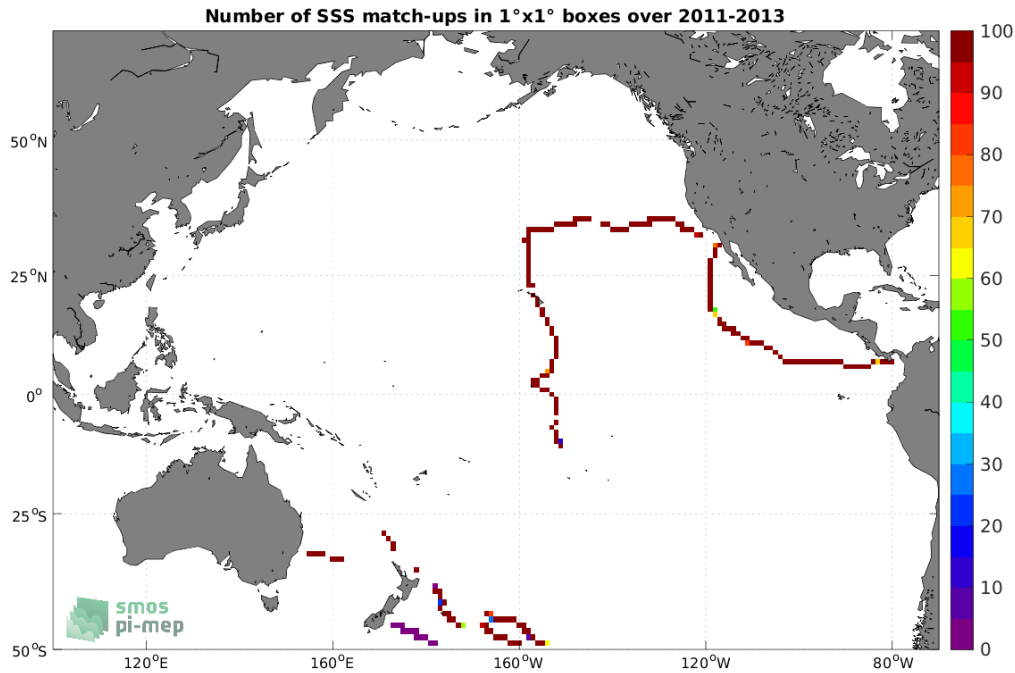 Number of SSS match-ups in 1°x1° boxes over 2011-2013
50°N
25°N
0°
25°S
50°S
120°E
160°E
160°W
120°W
80°W
100
90
80
70
60
50
40
30
20
10
0
smos
pi-mep